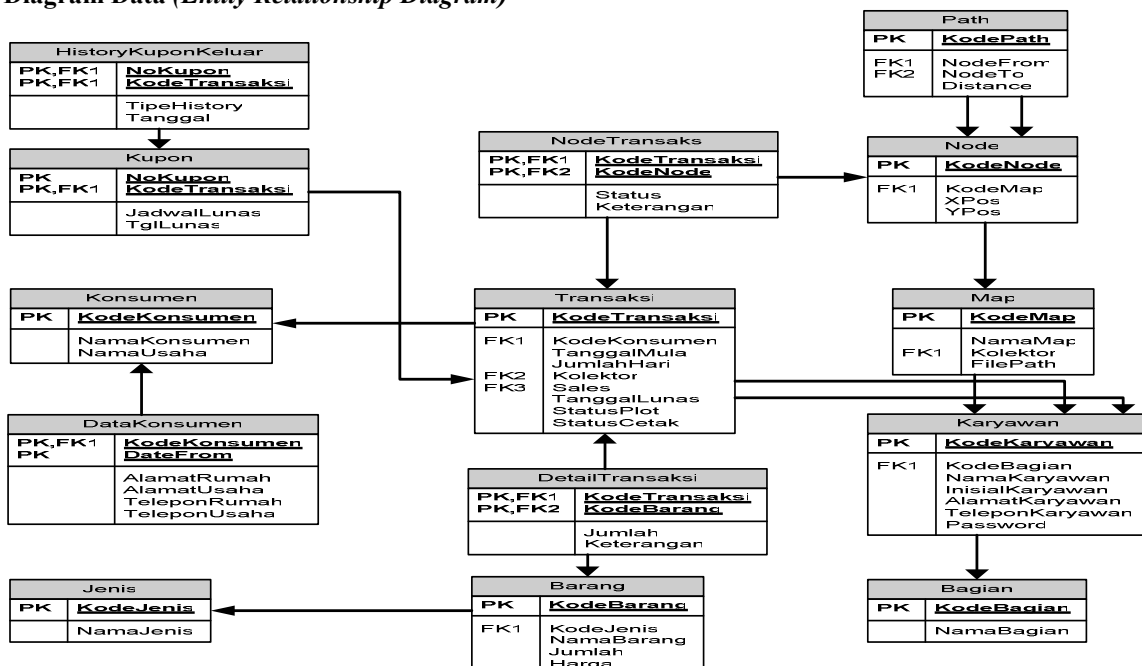 Diagram Data (Entity Relationship Diagram)
Path
PK KodePath
FK1 NodeFrom
FK2 NodeTo
Distance
HistoryKuponKeluar
PK,FK1 NoKupon
PK,FK1 KodeTransaksi
TipeHistory
Tanggal
Kupon
PK NoKupon
PK,FK1 KodeTransaksi
JadwalLunas
TglLunas
NodeTransaks
PK,FK1 KodeTransaksi
PK,FK2 KodeNode
Status
Keterangan
Node
PK KodeNode
FK1 KodeMap
XPos
YPos
Konsumen
PK KodeKonsumen
NamaKonsumen
NamaUsaha
Transaksi
PK KodeTransaksi
FK1 KodeKonsumen
TanggalMula
JumlahHari
FK2 Kolektor
FK3 Sales
TanggalLunas
StatusPlot
StatusCetak
Map
PK KodeMap
NamaMap
FK1 Kolektor
FilePath
DataKonsumen
PK,FK1 KodeKonsumen
PK DateFrom
AlamatRumah
AlamatUsaha
TeleponRumah
TeleponUsaha
DetailTransaksi
PK,FK1 KodeTransaksi
PK,FK2 KodeBarang
Jumlah
Keterangan
Karyawan
PK KodeKaryawan
FK1 KodeBagian
NamaKaryawan
InisialKaryawan
AlamatKaryawan
TeleponKaryawan
Password
Jenis
PK KodeJenis
NamaJenis
Barang
PK KodeBarang
FK1 KodeJenis
NamaBarang
Jumlah
Harga
Bagian
PK KodeBagian
NamaBagian